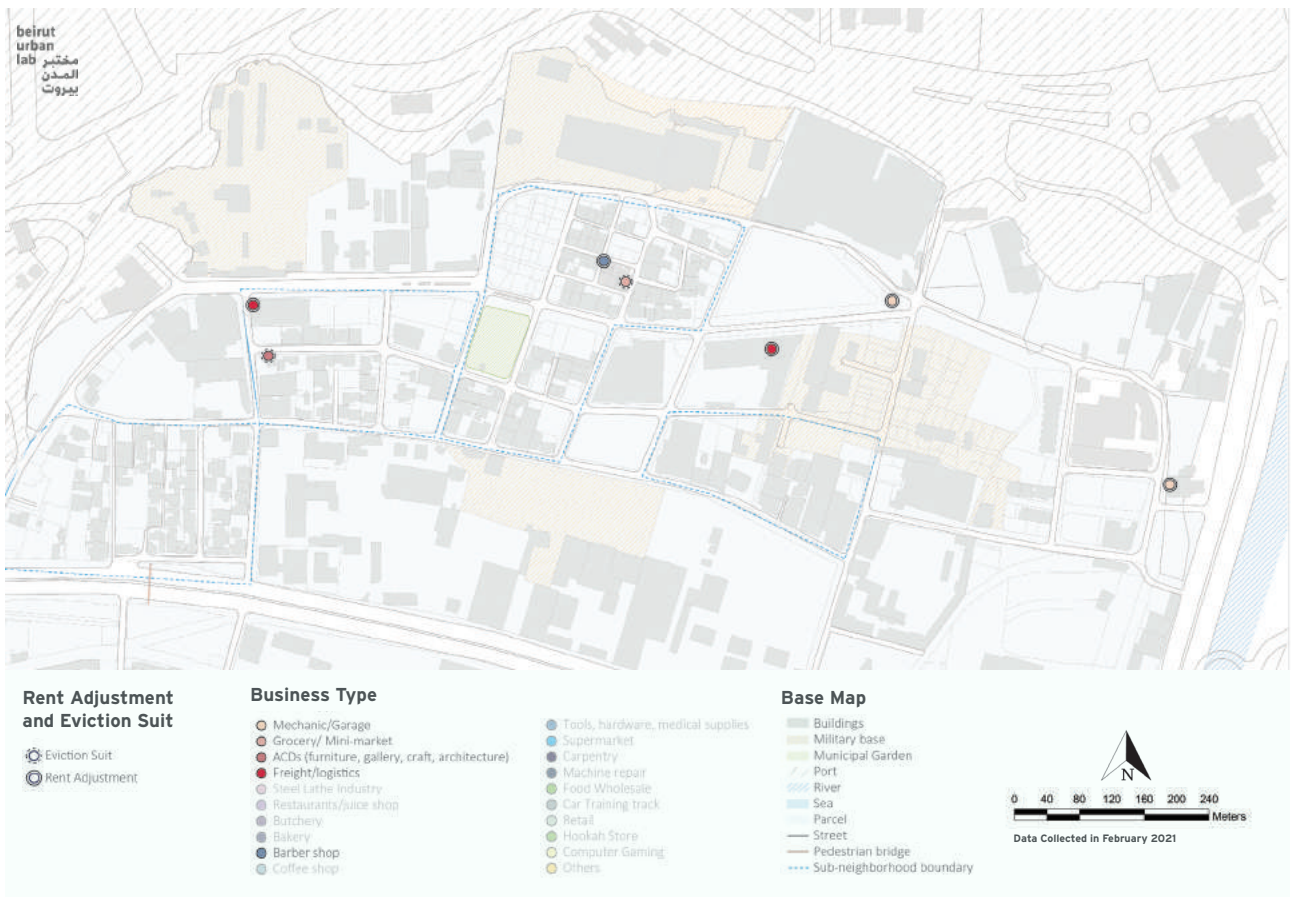 beirut
urban
lab مختبر
المدن
بيروت
Rent Adjustment
and Eviction Suit
Eviction Suit
Rent Adjustment
Business Type
Mechanic/Garage
Grocery/ Mini-market
ACDs (furniture, gallery, craft, architecture)
Freight/logistics
Steel Lathe Industry
Restaurants/juice shop
Butchery
Bakery
Barber shop
Coffee shop
Tools, hardware, medical supplies
Supermarket
Carpentry
Machine repair
Food Wholesale
Car Training track
Retail
Hookah Store
Computer Gaming
Others
Base Map
Buildings
Military base
Municipal Garden
Port
River
Sea
Parcel
Street
Pedestrian bridge
Sub-neighborhood boundary
N
0 40 80 120 160 200 240
Meters
Data Collected in February 2021